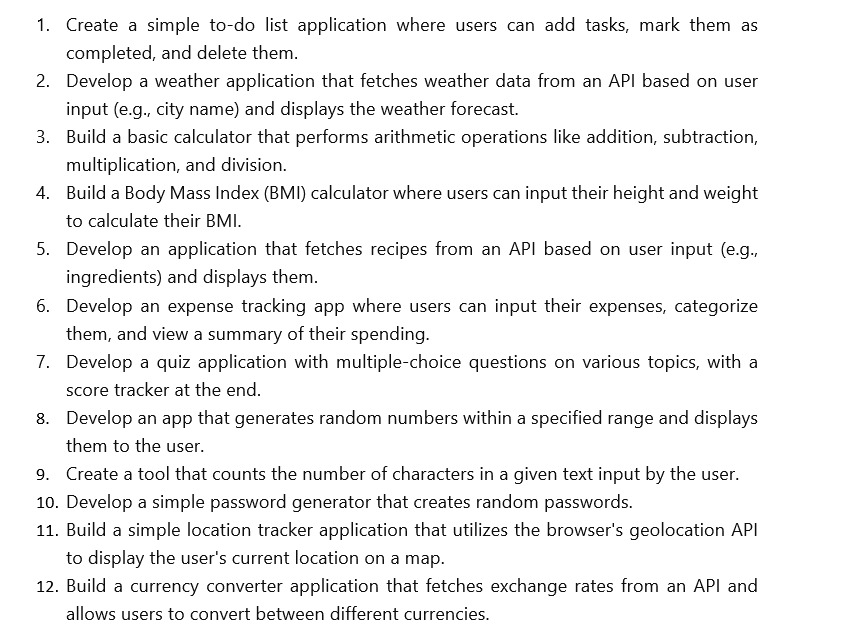 1. Create a simple to-do list application where users can add tasks, mark them as
completed, and delete them.
2. Develop a weather application that fetches weather data from an API based on user
input (e.g., city name) and displays the weather forecast.
3. Build a basic calculator that performs arithmetic operations like addition, subtraction,
multiplication, and division.
4. Build a Body Mass Index (BMI) calculator where users can input their height and weight
to calculate their BMI.
5. Develop an application that fetches recipes from an API based on user input (e.g.,
ingredients) and displays them.
6. Develop an expense tracking app where users can input their expenses, categorize
them, and view a summary of their spending.
7. Develop a quiz application with multiple-choice questions on various topics, with a
score tracker at the end.
8. Develop an app that generates random numbers within a specified range and displays
them to the user.
9. Create a tool that counts the number of characters in a given text input by the user.
10. Develop a simple password generator that creates random passwords.
11. Build a simple location tracker application that utilizes the browser's geolocation API
to display the user's current location on a map.
12. Build a currency converter application that fetches exchange rates from an API and
allows users to convert between different currencies.